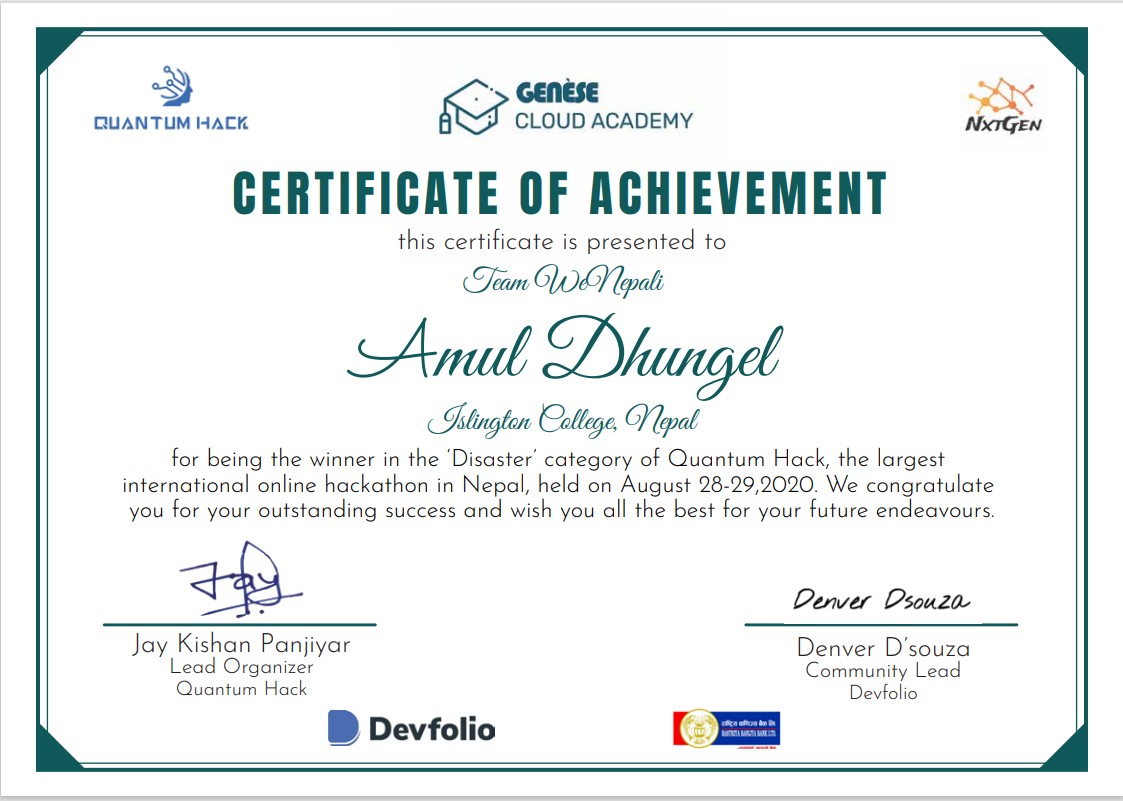 QUANTUM HACK
GENÈSE
CLOUD ACADEMY
NXTGEN
CERTIFICATE OF ACHIEVEMENT
this certificate is presented to
Team WeNepali
Amul Dhungel
Islington College, Nepal
for being the winner in the 'Disaster' category of Quantum Hack, the largest
international online hackathon in Nepal, held on August 28-29,2020. We congratulate
you for your outstanding success and wish you all the best for your future endeavours.
Jay
Denver Dsouza
Jay Kishan Panjiyar
Lead Organizer
Quantum Hack
Denver D'souza
Community Lead
Devfolio
Devfolio
राष्ट्रिय वाणिज्य बैंक लि.
RASTRIYA BANIJYA BANK LTD.